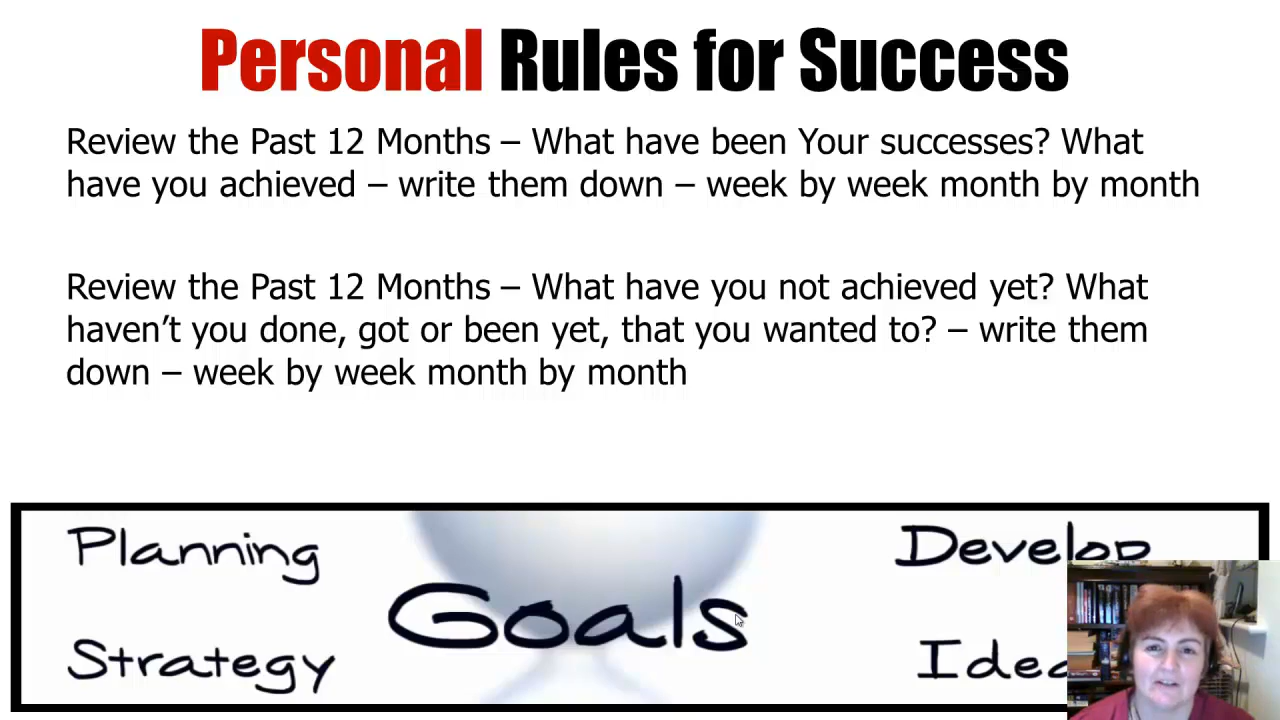 Personal Rules for Success
Review the Past 12 Months – What have been Your successes? What
have you achieved – write them down – week by week month by month
Review the Past 12 Months – What have you not achieved yet? What
haven't you done, got or been yet, that you wanted to? – write them
down – week by week month by month
Planning
Develop
Goals
Strategy